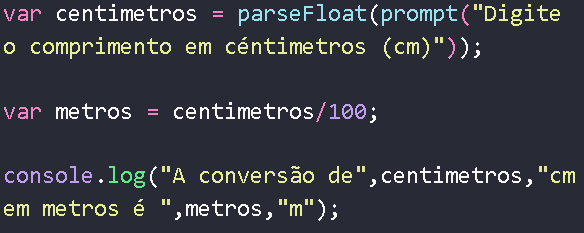 var centimetros = parseFloat(prompt("Digite
o comprimento em céntimetros (cm)"));
var metros = centimetros/100;
console.log("A conversão de",centimetros,"cm
em metros é ",metros,"m");